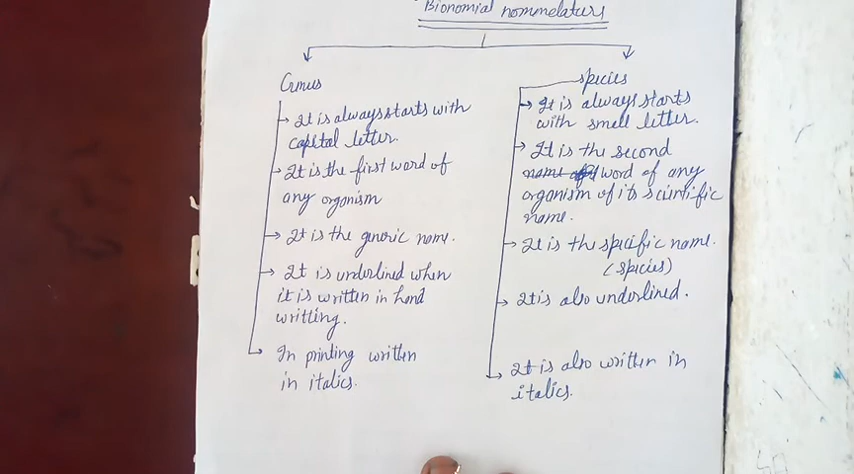 Bionomial nommelature
Genus
It is always starts with
capital letter.
It is the first word of
any organism
It is the generic name.
It is underlined when
it is written in hand
writting.
In printing written
in italics.
species
It is always starts
with small letter.
It is the second
name of word of any
organism of its scientific
name.
It is the specific name.
(species)
It is also underlined.
It is also written in
italics.